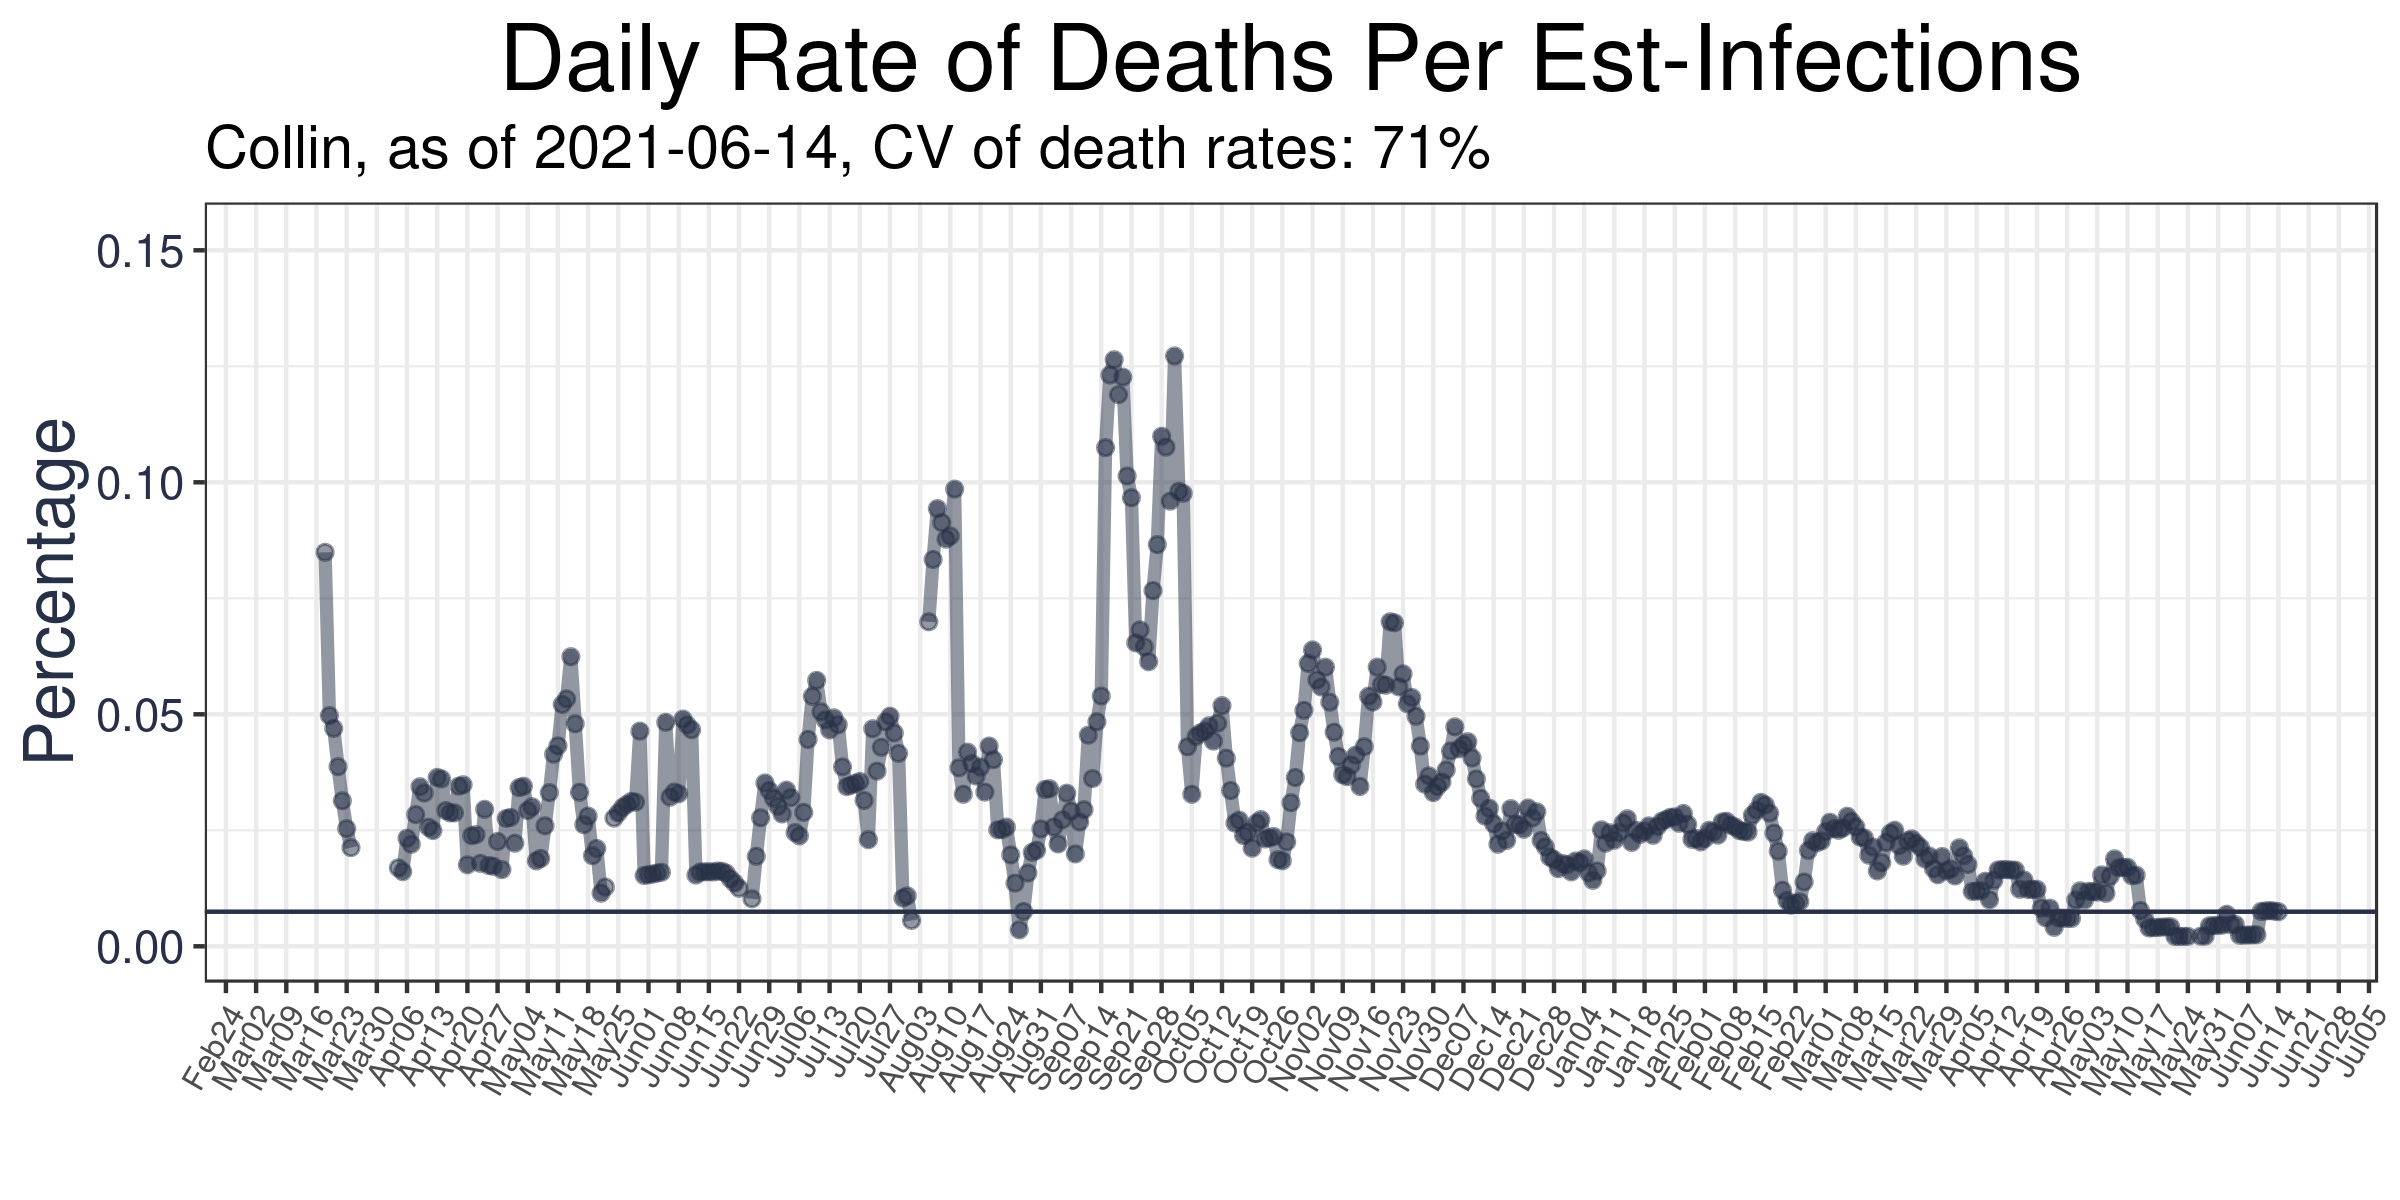 Daily Rate of Deaths Per Est-Infections
Collin, as of 2021-06-14, CV of death rates: 71%
Percentage
0.15
0.10
0.05
0.00
Feb24
Mar02
Mar09
Mar16
Mar23
Mar30
Apr06
Apr13
Apr20
Apr27
May04
May11
May18
May25
Jun01
Jun08
Jun15
Jun22
Jun29
Jul06
Jul13
Jul20
Jul27
Aug03
Aug10
Aug17
Aug24
Aug31
Sep07
Sep14
Sep21
Sep28
Oct05
Oct12
Oct19
Oct26
Nov02
Nov09
Nov16
Nov23
Nov30
Dec07
Dec14
Dec21
Dec28
Jan04
Jan11
Jan18
Jan25
Feb01
Feb08
Feb15
Feb22
Mar01
Mar08
Mar15
Mar22
Mar29
Apr05
Apr12
Apr19
Apr26
May03
May10
May17
May24
May31
Jun07
Jun14
Jun21
Jun28
Jul05